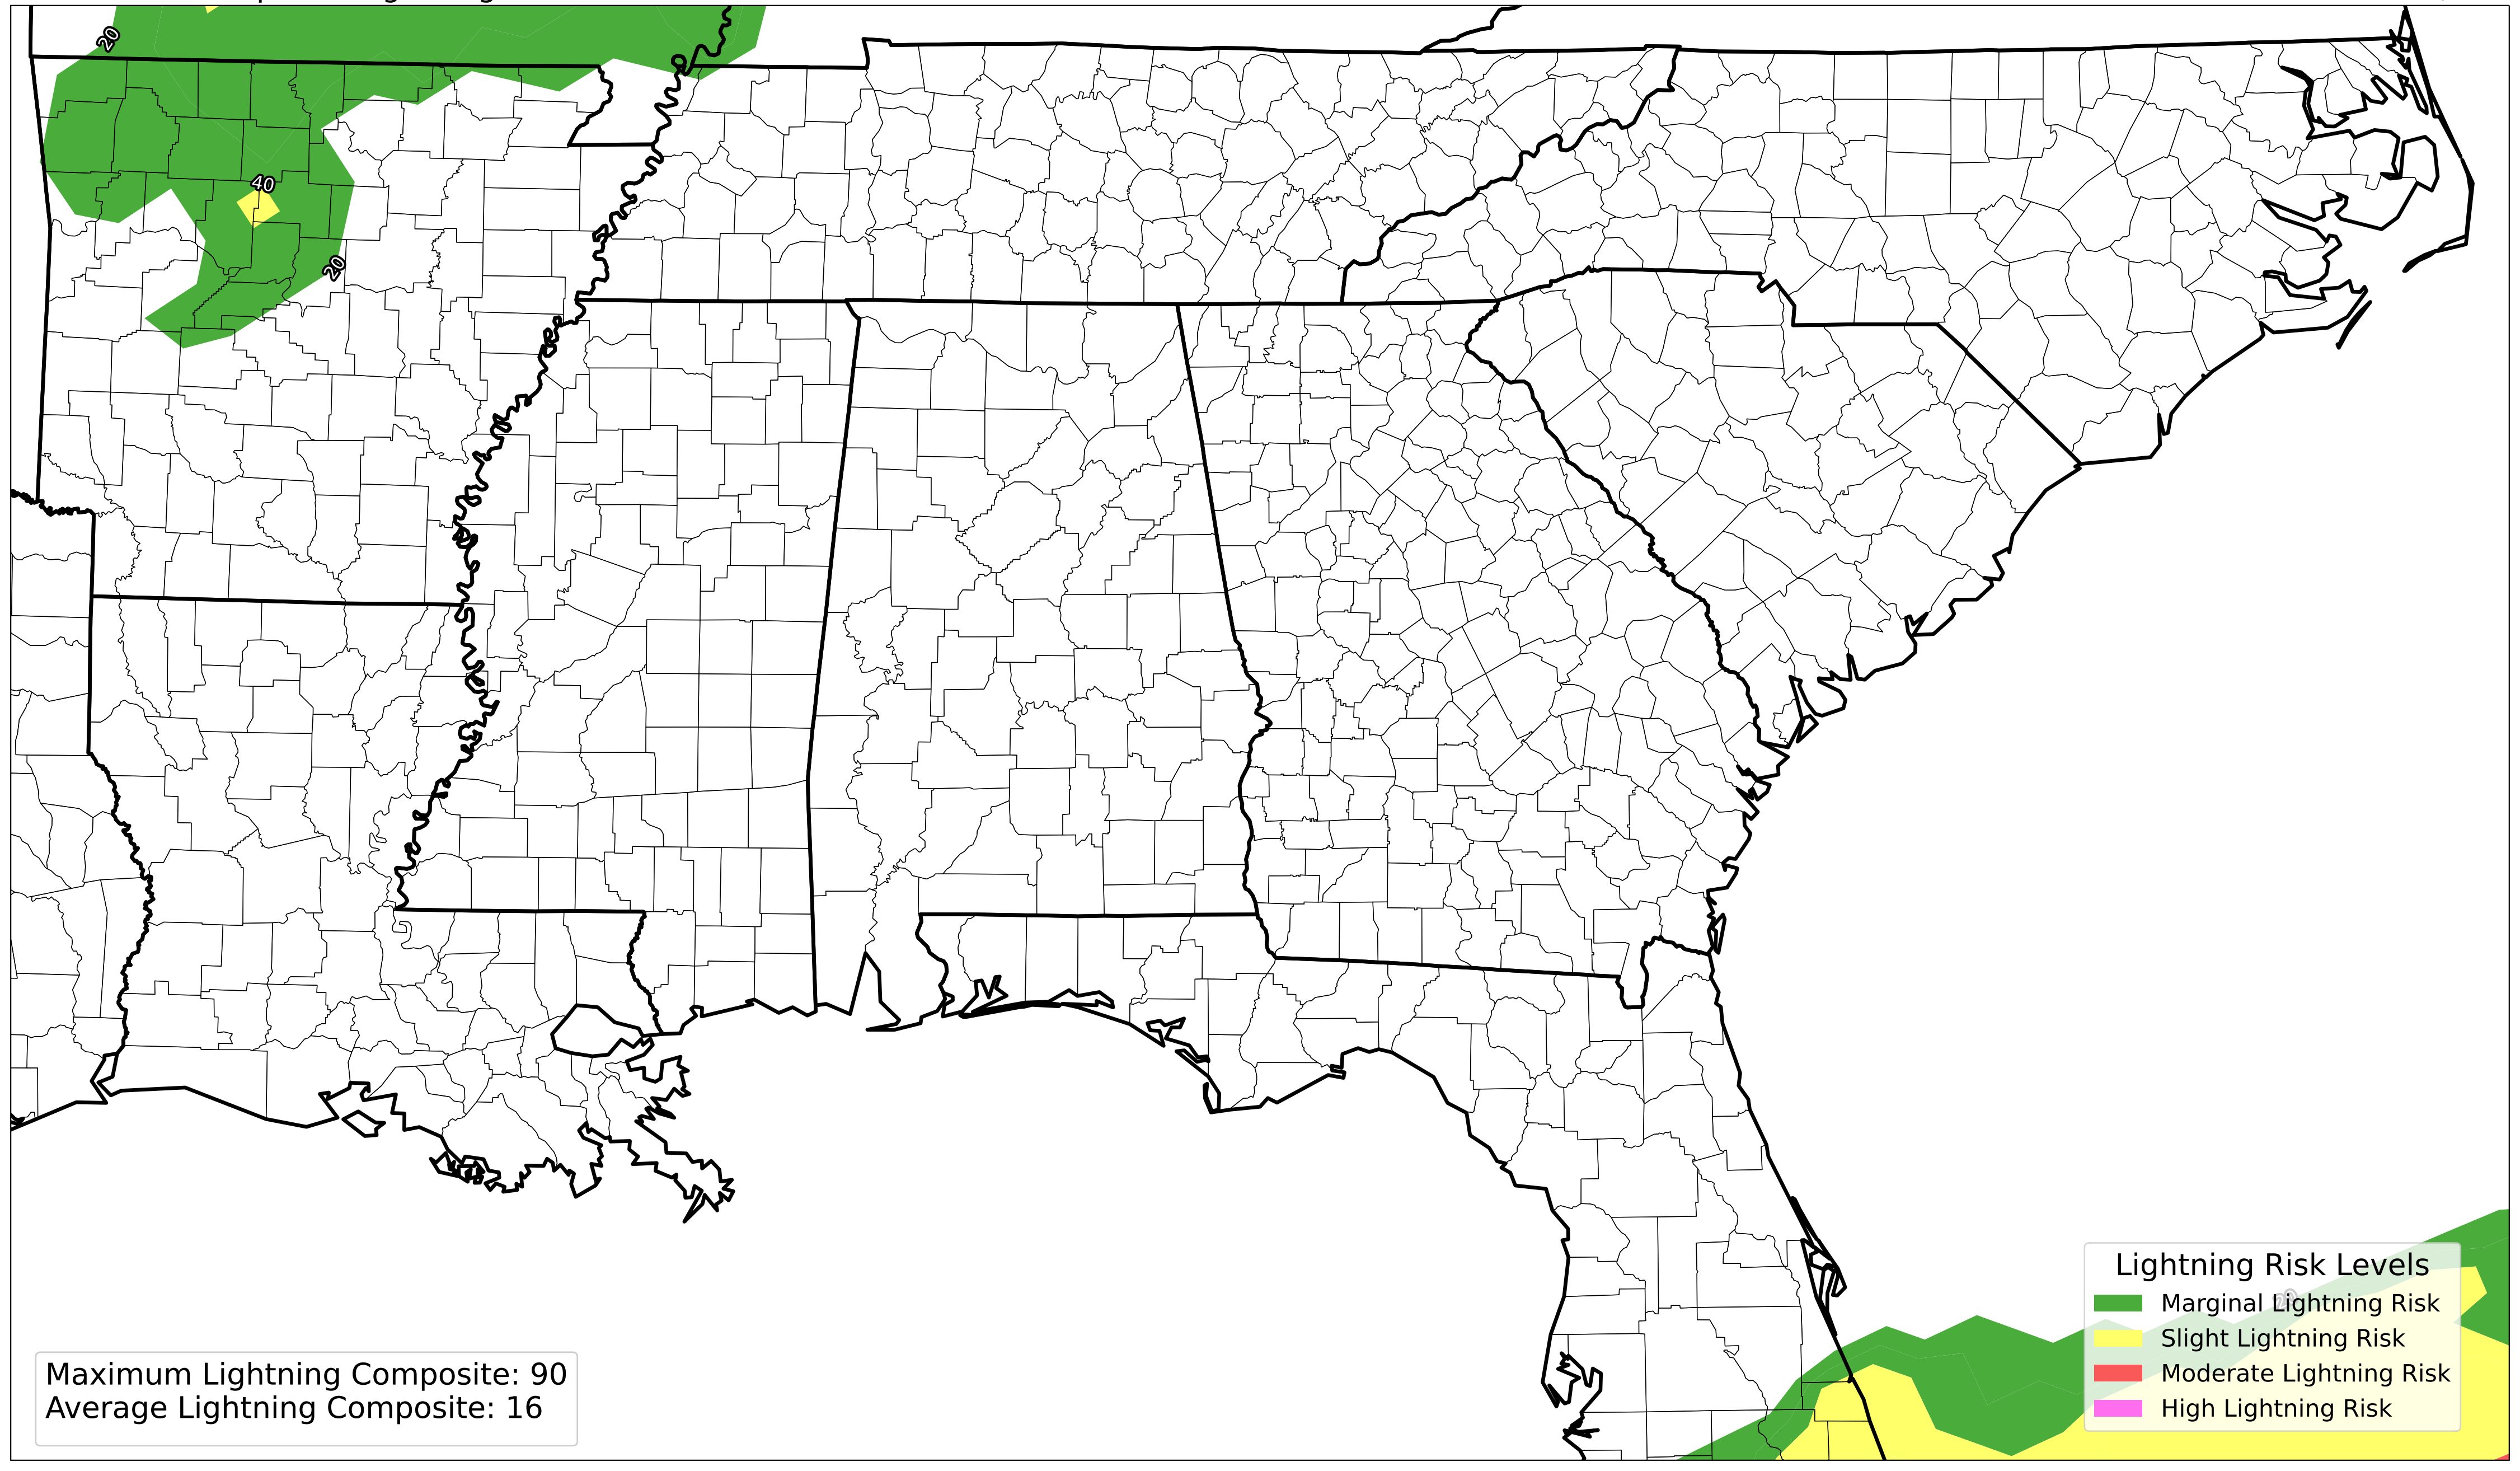 20
40
20
20
Lightning Risk Levels
Marginal Lightning Risk
Slight Lightning Risk
Moderate Lightning Risk
High Lightning Risk
Maximum Lightning Composite: 90
Average Lightning Composite: 16